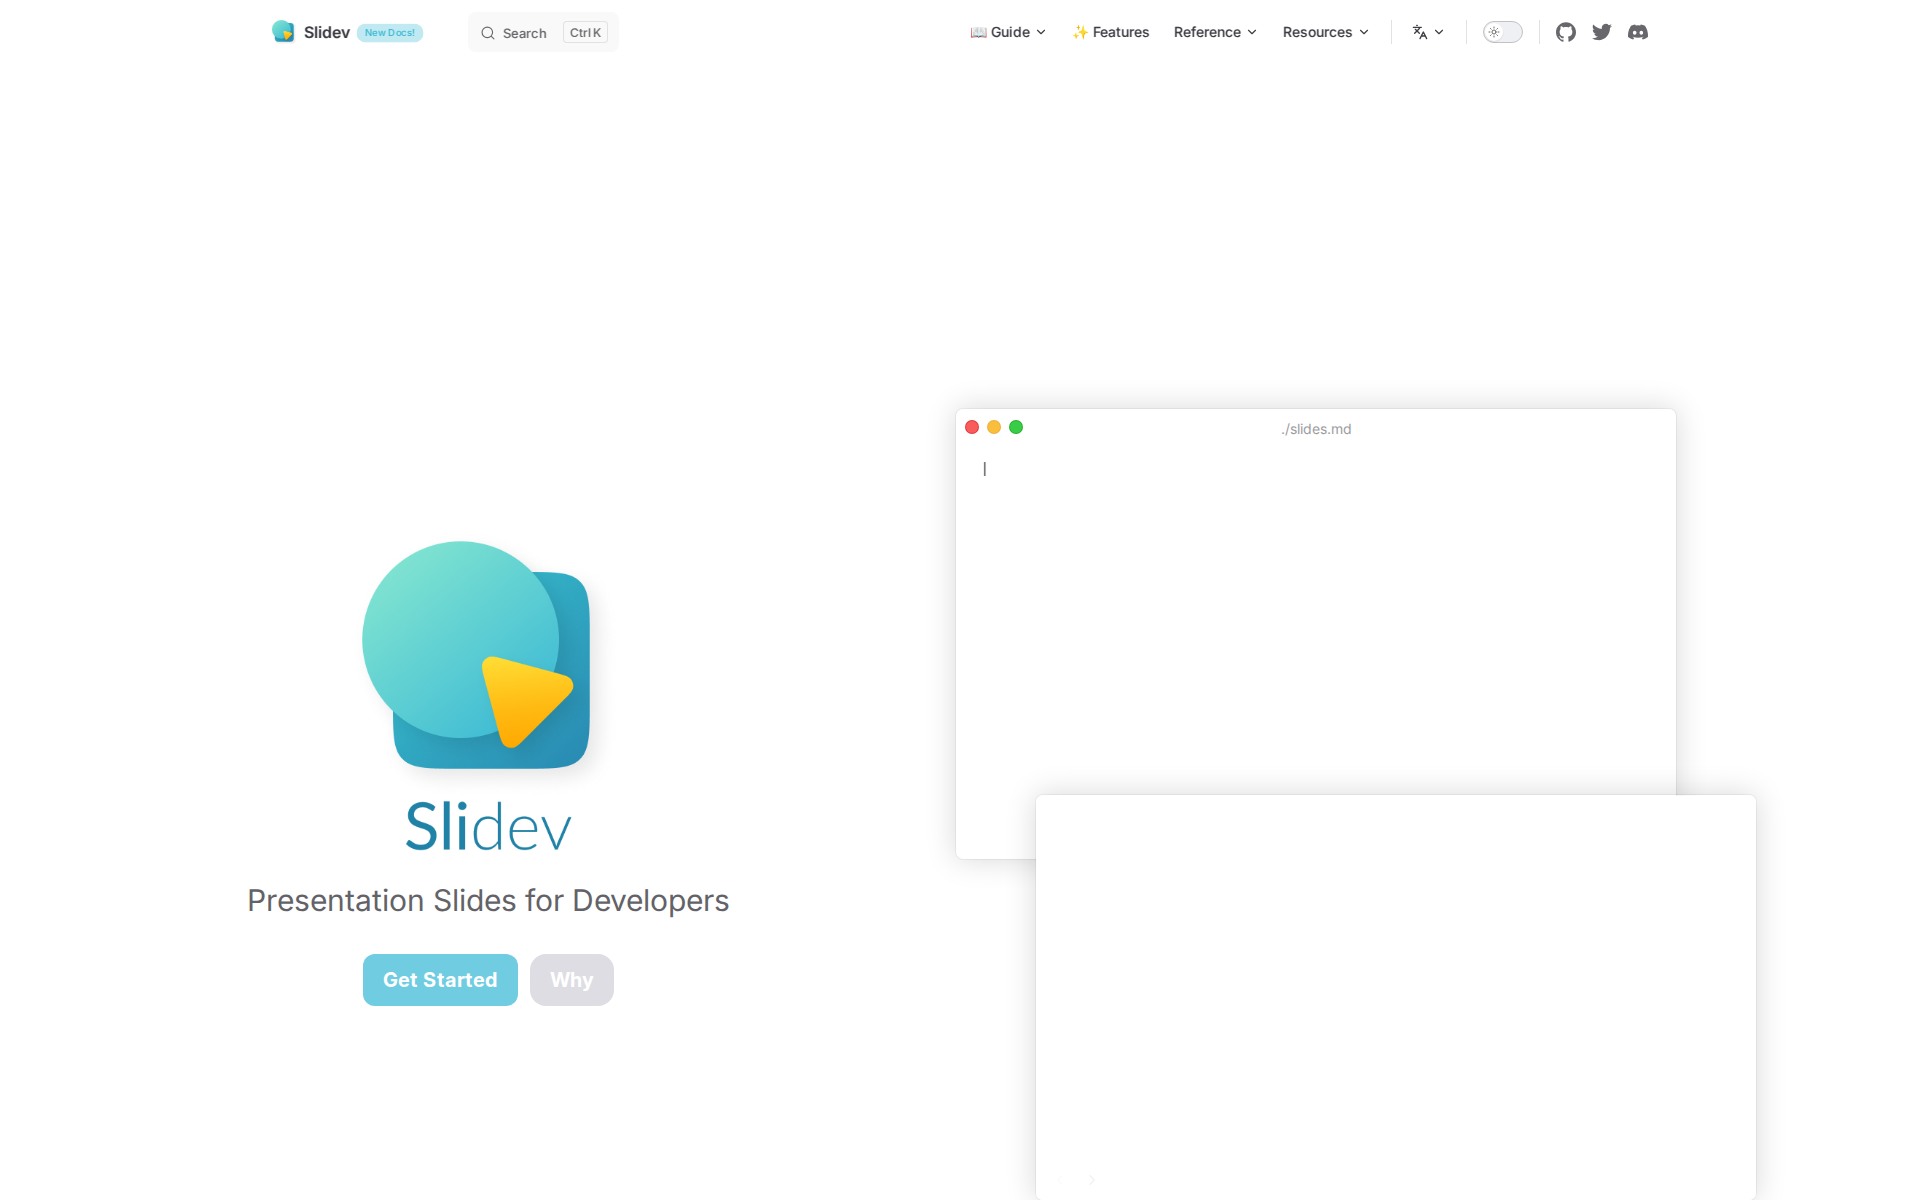 Slidev New Docs! Search Ctrl K 📖 Guide ✨ Features Reference Resources
./slides.md
Slidev
Presentation Slides for Developers
Get Started Why